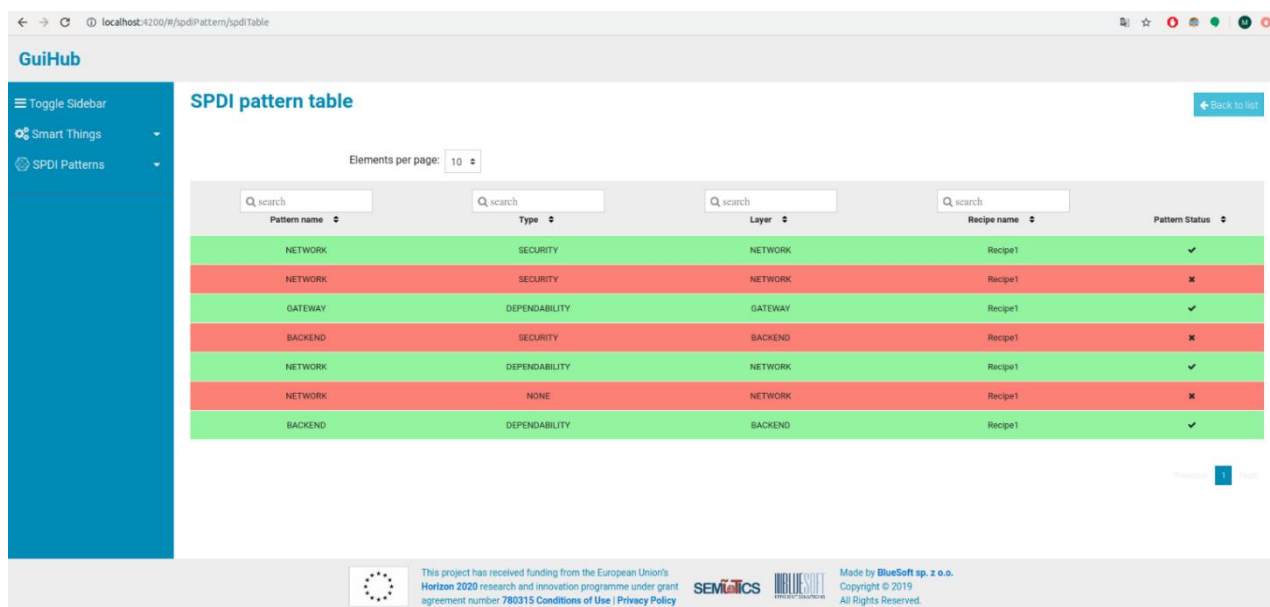 localhost:4200/#/spdiPattern/spdiTable
GuiHub
Toggle Sidebar
Smart Things
SPDI Patterns
SPDI pattern table
Back to list
Elements per page: 10
search search search search
Pattern name Type Layer Recipe name Pattern Status
NETWORK SECURITY NETWORK Recipe1
NETWORK SECURITY NETWORK Recipe1
GATEWAY DEPENDABILITY GATEWAY Recipe1
BACKEND SECURITY BACKEND Recipe1
NETWORK DEPENDABILITY NETWORK Recipe1
NETWORK NONE NETWORK Recipe1
BACKEND DEPENDABILITY BACKEND Recipe1
Previous 1 Next
This project has received funding from the European Union's
Horizon 2020 research and innovation programme under grant
agreement number 780315 Conditions of Use | Privacy Policy
SEMIoTICS
BLUESOFT
EFFICIENT SOLUTIONS
Made by BlueSoft sp. z o.o.
Copyright © 2019
All Rights Reserved.